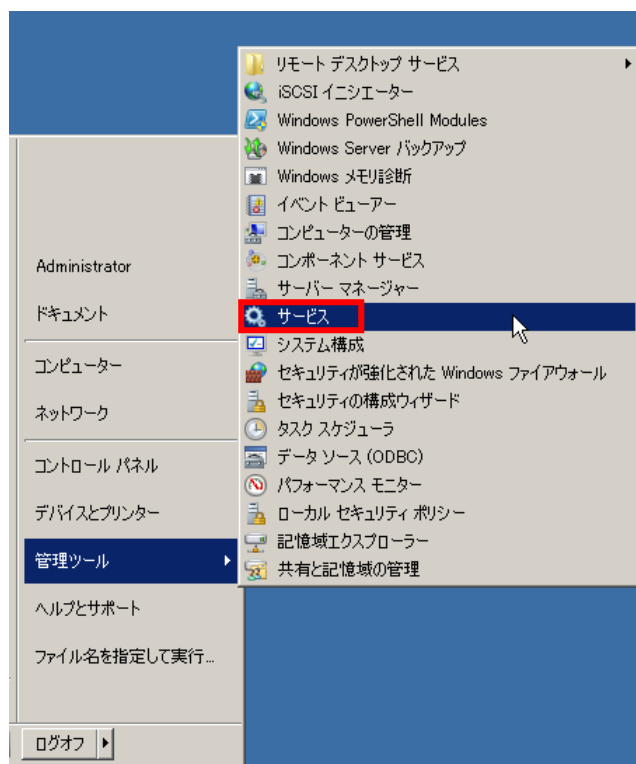 リモート デスクトップ サービス
iSCSI イニシエーター
Windows PowerShell Modules
Windows Server バックアップ
Windows メモリ診断
イベント ビューアー
コンピューターの管理
コンポーネント サービス
サーバー マネージャー
サービス
システム構成
セキュリティが強化された Windows ファイアウォール
セキュリティの構成ウィザード
タスク スケジューラ
データ ソース (ODBC)
パフォーマンス モニター
ローカル セキュリティ ポリシー
記憶域エクスプローラー
共有と記憶域の管理
Administrator
ドキュメント
コンピューター
ネットワーク
コントロール パネル
デバイスとプリンター
管理ツール
ヘルプとサポート
ファイル名を指定して実行...
ログオフ